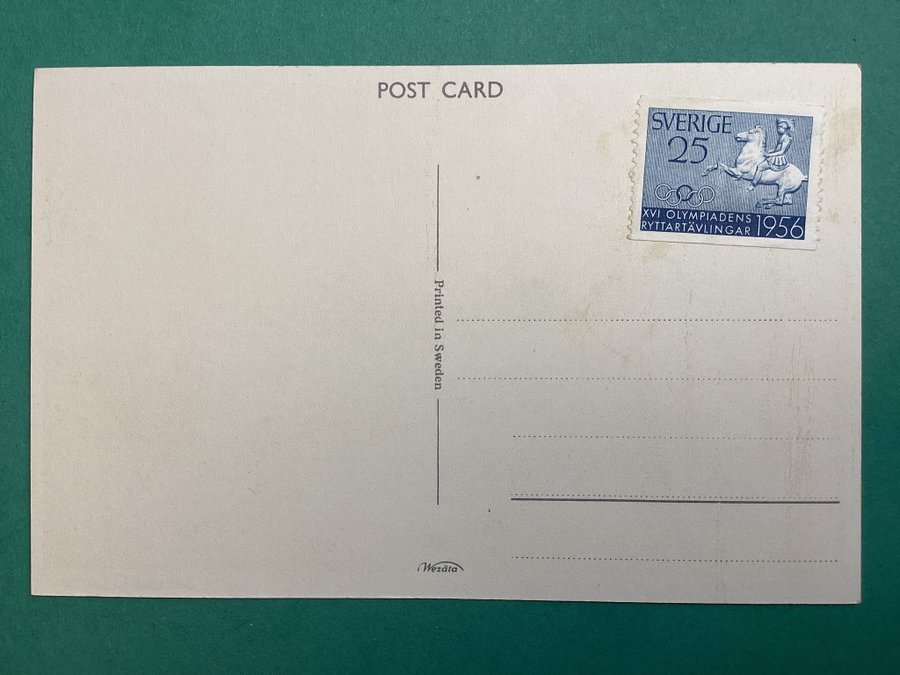 POST CARD
SVERIGE
25
XVI OLYMPIADENS
RYTTARTÄVLINGAR 1956
Printed in Sweden
Wezäta